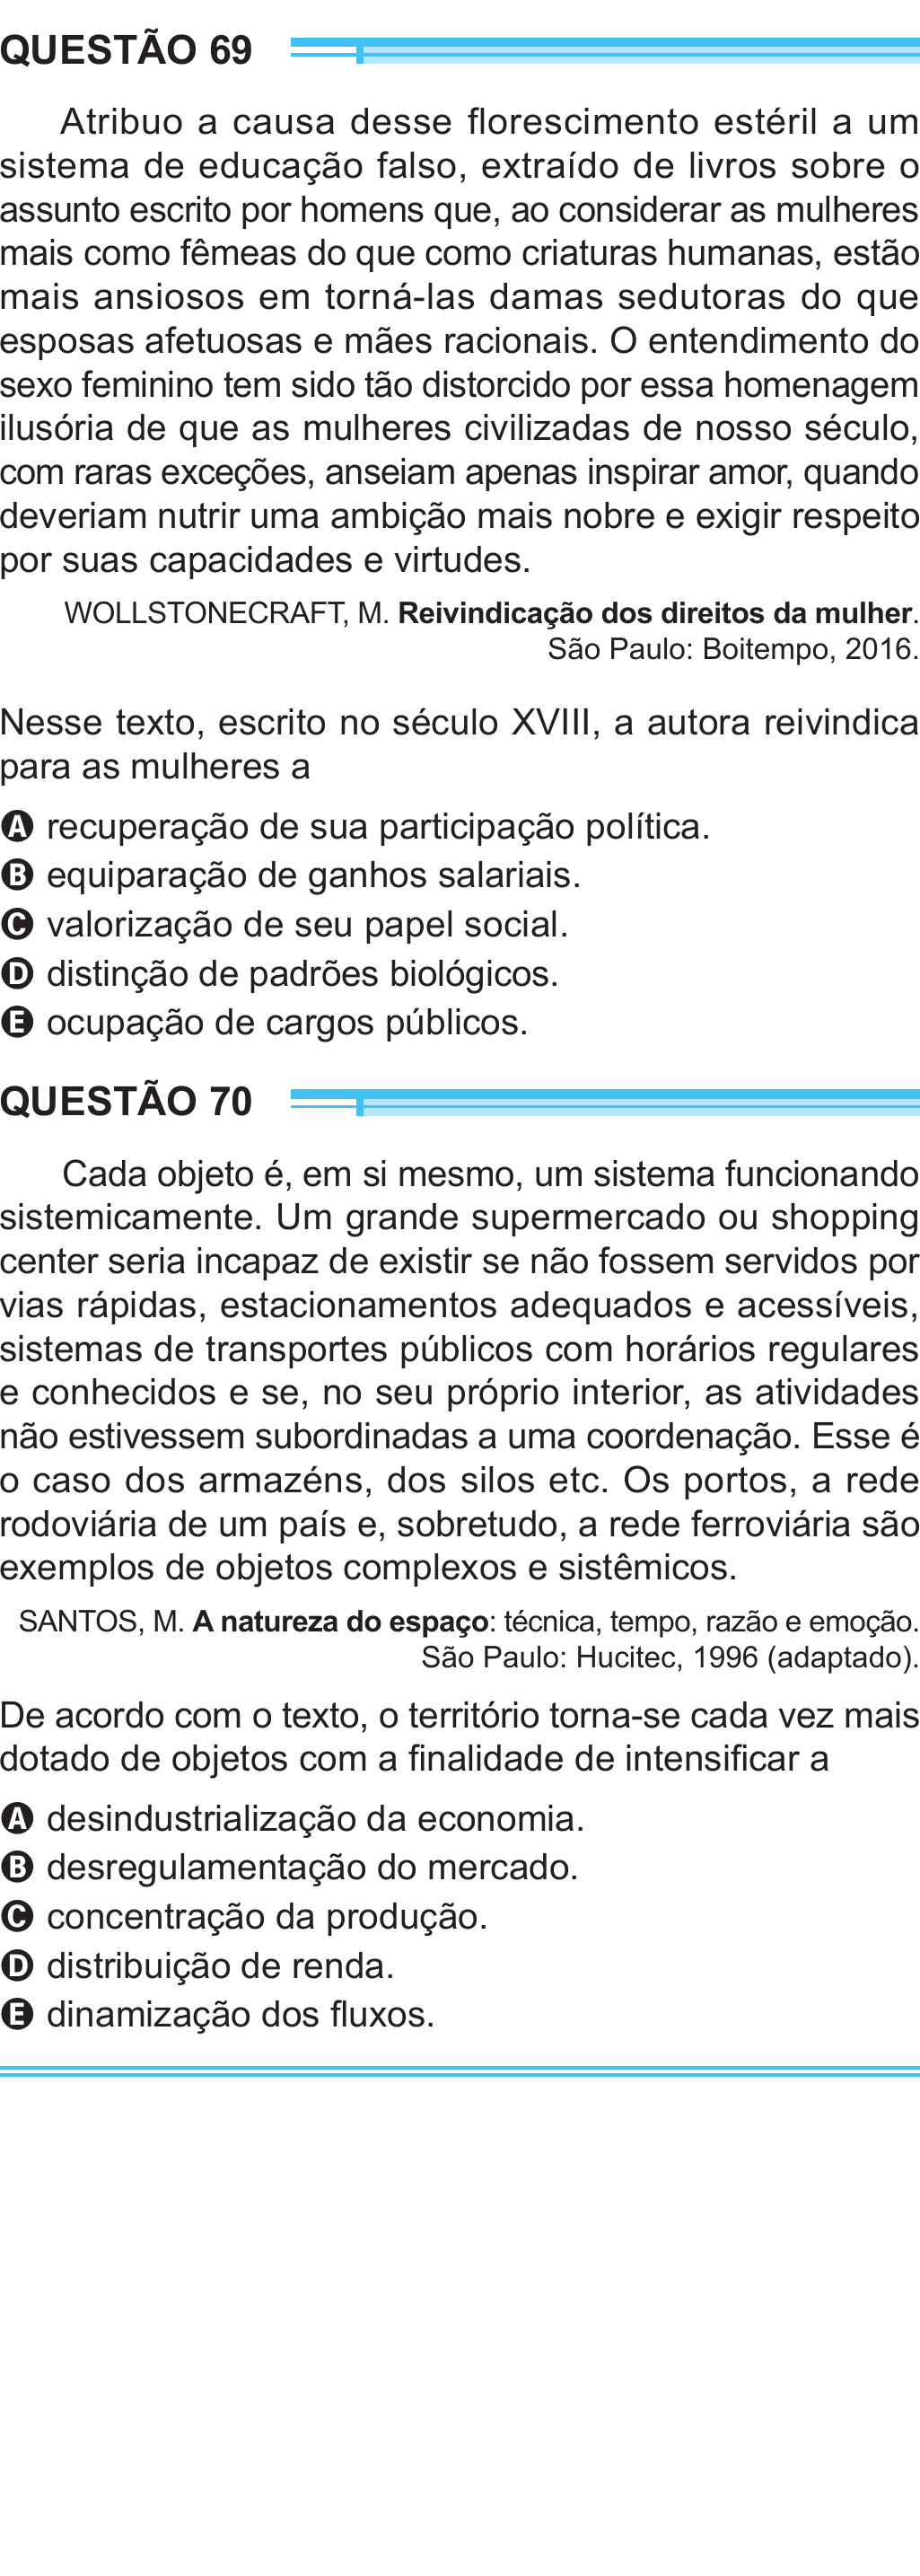 QUESTÃO 69
Atribuo a causa desse florescimento estéril a um
sistema de educação falso, extraído de livros sobre o
assunto escrito por homens que, ao considerar as mulheres
mais como fêmeas do que como criaturas humanas, estão
mais ansiosos em torná-las damas sedutoras do que
esposas afetuosas e mães racionais. O entendimento do
sexo feminino tem sido tão distorcido por essa homenagem
ilusória de que as mulheres civilizadas de nosso século,
com raras exceções, anseiam apenas inspirar amor, quando
deveriam nutrir uma ambição mais nobre e exigir respeito
por suas capacidades e virtudes.
WOLLSTONECRAFT, M. Reivindicação dos direitos da mulher.
São Paulo: Boitempo, 2016.
Nesse texto, escrito no século XVIII, a autora reivindica
para as mulheres a
A recuperação de sua participação política.
B equiparação de ganhos salariais.
C valorização de seu papel social.
D distinção de padrões biológicos.
E ocupação de cargos públicos.
QUESTÃO 70
Cada objeto é, em si mesmo, um sistema funcionando
sistemicamente. Um grande supermercado ou shopping
center seria incapaz de existir se não fossem servidos por
vias rápidas, estacionamentos adequados e acessíveis,
sistemas de transportes públicos com horários regulares
e conhecidos e se, no seu próprio interior, as atividades
não estivessem subordinadas a uma coordenação. Esse é
o caso dos armazéns, dos silos etc. Os portos, a rede
rodoviária de um país e, sobretudo, a rede ferroviária são
exemplos de objetos complexos e sistêmicos.
SANTOS, M. A natureza do espaço: técnica, tempo, razão e emoção.
São Paulo: Hucitec, 1996 (adaptado).
De acordo com o texto, o território torna-se cada vez mais
dotado de objetos com a finalidade de intensificar a
A desindustrialização da economia.
B desregulamentação do mercado.
C concentração da produção.
D distribuição de renda.
E dinamização dos fluxos.